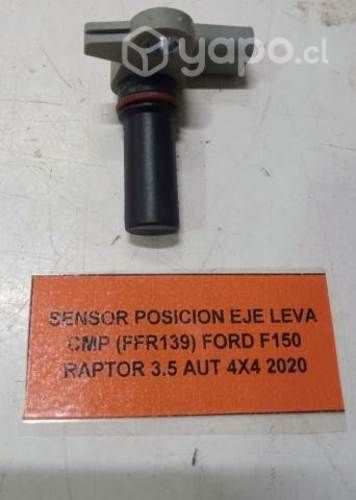 yapo.cl
SENSOR POSICION EJE LEVA
CMP (FFR139) FORD F150
RAPTOR 3.5 AUT 4X4 2020